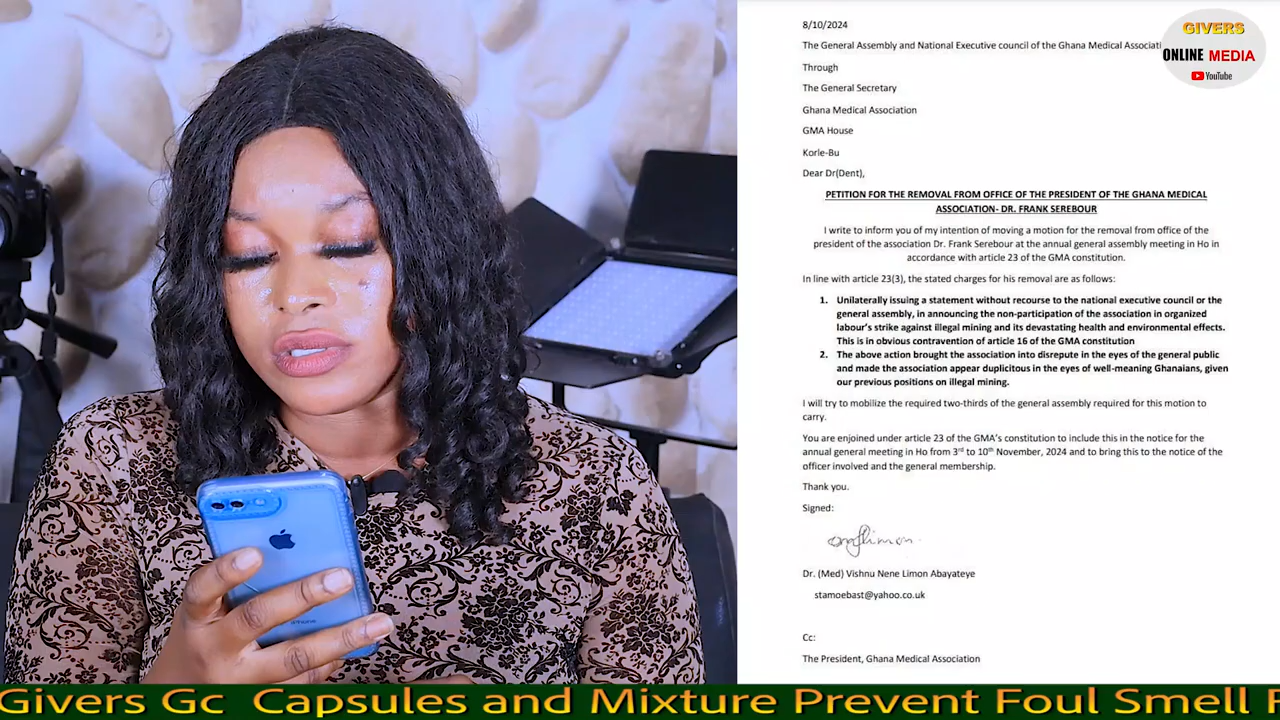 8/10/2024
The General Assembly and National Executive council of the Ghana Medical
Through
The General Secretary
Ghana Medical Association
GMA House
Korle-Bu
Dear Dr(Dent),
PETITION FOR THE REMOVAL FROM OFFICE OF THE PRESIDENT OF THE GHANA MEDICAL
ASSOCIATION- DR. FRANK SEREBOUR
I write to inform you of my intention of moving a motion for the removal from office of the
president of the association Dr. Frank Serebour at the annual general assembly meeting in Ho in
accordance with article 23 of the GMA constitution.
In line with article 23(3), the stated charges for his removal are as follows:
1. Unilaterally issuing a statement without recourse to the national executive council or the
general assembly, in announcing the non-participation of the association in organized
labour's strike against illegal mining and its devastating health and environmental effects.
This is in obvious contravention of article 16 of the GMA constitution
2. The above action brought the association into disrepute in the eyes of the general public
and made the association appear duplicitous in the eyes of well-meaning Ghanaians, given
our previous positions on illegal mining.
I will try to mobilize the required two-thirds of the general assembly required for this motion to
carry.
You are enjoined under article 23 of the GMA's constitution to include this in the notice for the
annual general meeting in Ho from 3rd to 10th November, 2024 and to bring this to the notice of the
officer involved and the general membership.
Thank you.
Signed:
Dr. (Med) Vishnu Nene Limon Abayateye
stamoebast@yahoo.co.uk
Cc:
The President, Ghana Medical Association
GIVERS
ONLINE MEDIA
YouTube
Givers Gc Capsules and Mixture Prevent Foul Smell